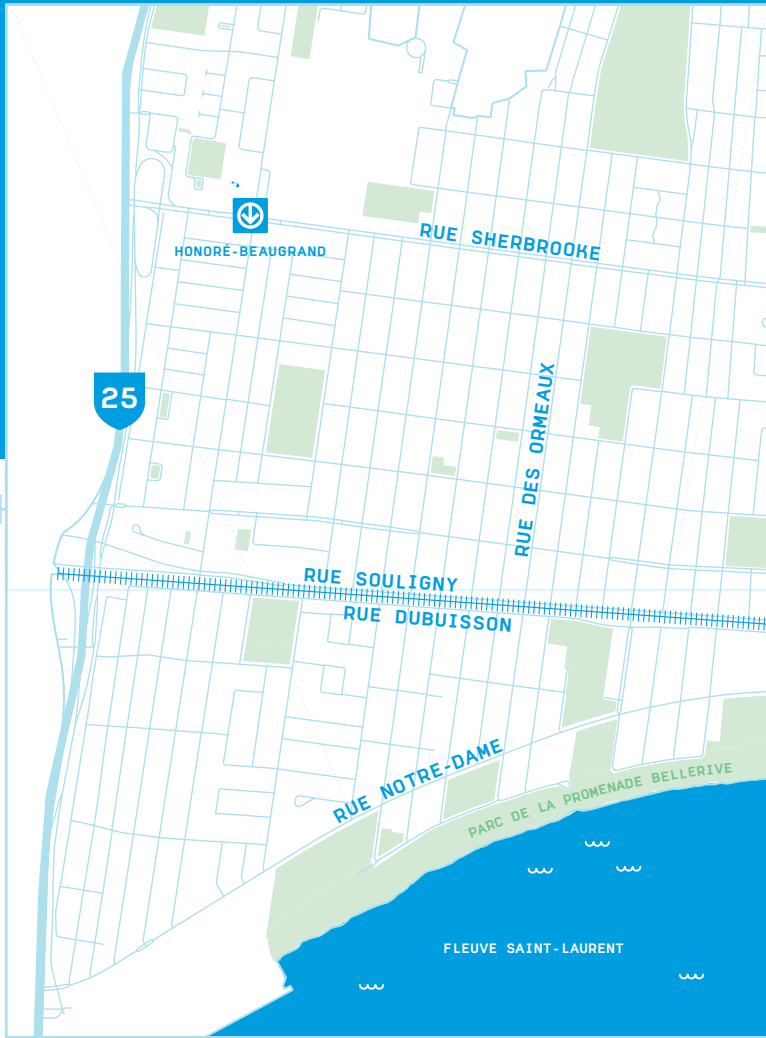 RUE SHERBROOKE
HONORÉ-BEAUGRAND
25
RUE DES ORMEAUX
RUE SOULIGNY
RUE DUBUISSON
RUE NOTRE-DAME
PARC DE LA PROMENADE BELLERIVE
FLEUVE SAINT-LAURENT